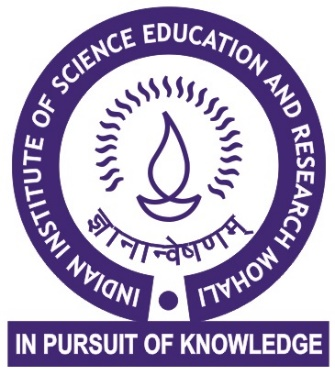 INDIAN INSTITUTE OF SCIENCE EDUCATION AND RESEARCH MOHALI
ज्ञानान्वेषणम्
IN PURSUIT OF KNOWLEDGE